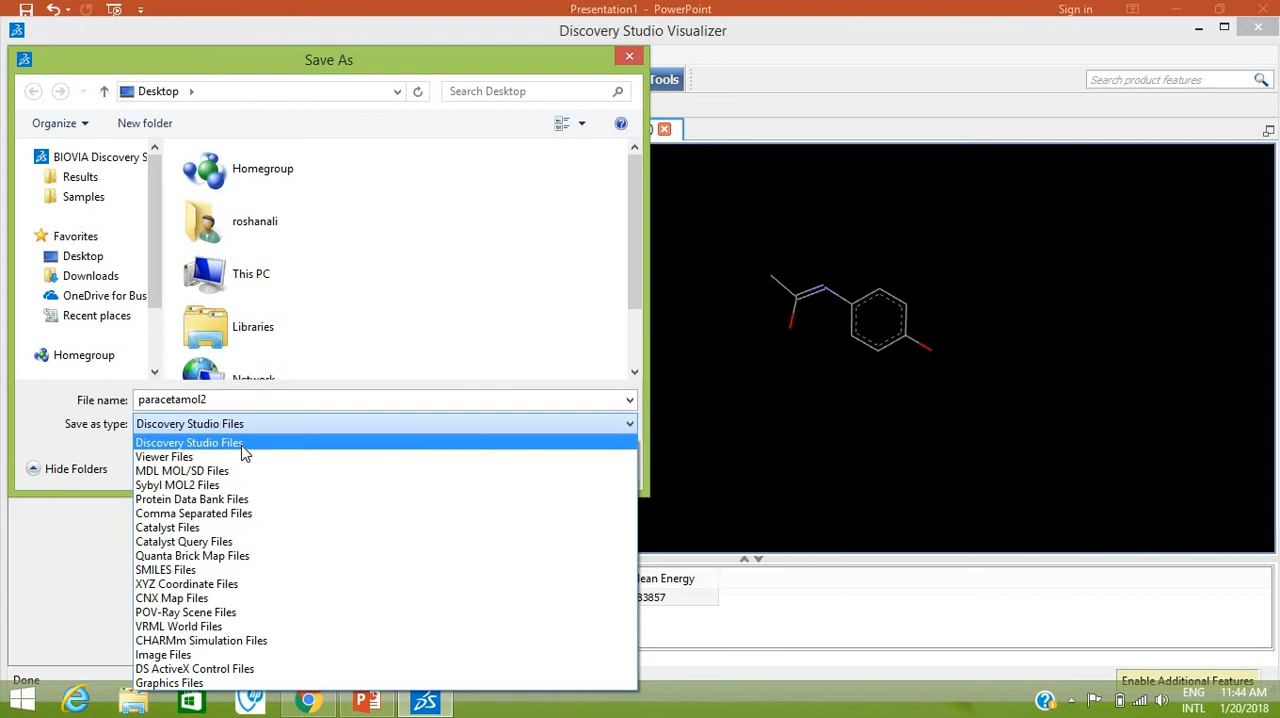 Presentation1 - PowerPoint
Sign in
Discovery Studio Visualizer
Save As
Tools
Search product features
Desktop
Search Desktop
Organize
New folder
BIOVIA Discovery S
Results
Samples
Favorites
Desktop
Downloads
OneDrive for Bus
Recent places
Homegroup
Homegroup
roshanali
This PC
Libraries
Network
File name:
paracetamol2
Save as type:
Discovery Studio Files
Discovery Studio Files
Viewer Files
MDL MOL/SD Files
Sybyl MOL2 Files
Protein Data Bank Files
Comma Separated Files
Catalyst Files
Catalyst Query Files
Quanta Brick Map Files
SMILES Files
XYZ Coordinate Files
CNX Map Files
POV-Ray Scene Files
VRML World Files
CHARMm Simulation Files
Image Files
DS ActiveX Control Files
Graphics Files
Hide Folders
lean Energy
83857
Done
Enable Additional Features
ENG
INTL
11:44 AM
1/20/2018